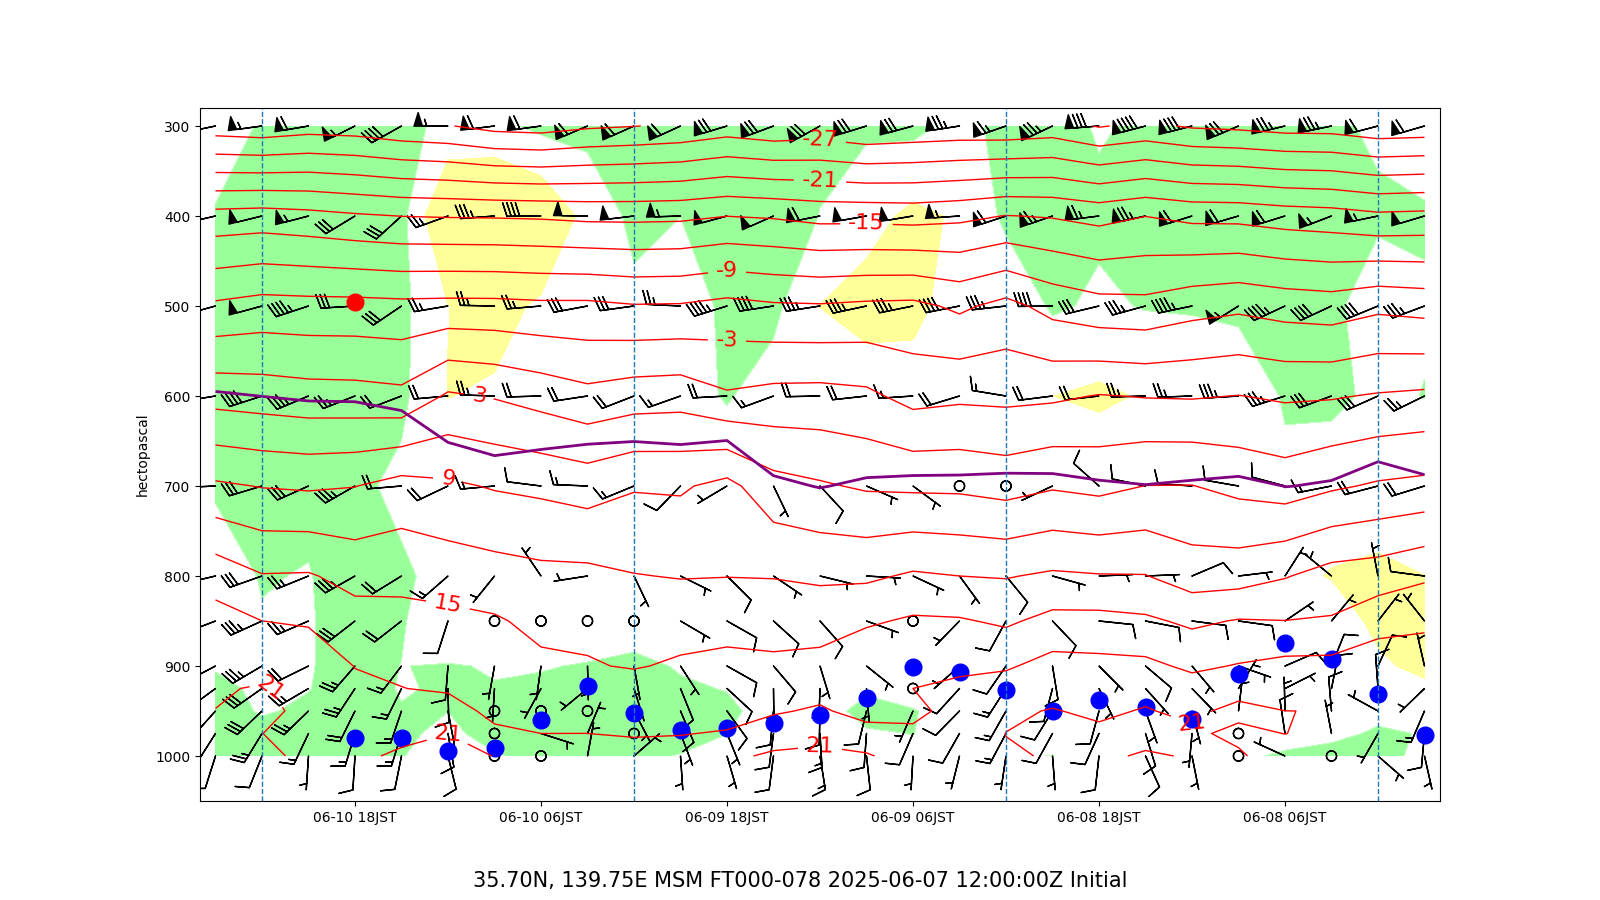 300
-27
-21
400
-15
-9
500
-3
600
3
9
700
800
15
900
21
21
21
21
1000
hectopascal
06-10 18JST
06-10 06JST
06-09 18JST
06-09 06JST
06-08 18JST
06-08 06JST
35.70N, 139.75E MSM FT000-078 2025-06-07 12:00:00Z Initial